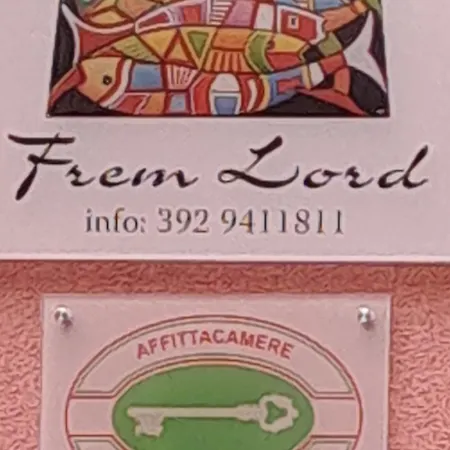 Frem Lord
info: 392 9411811
AFFITTACAMERE